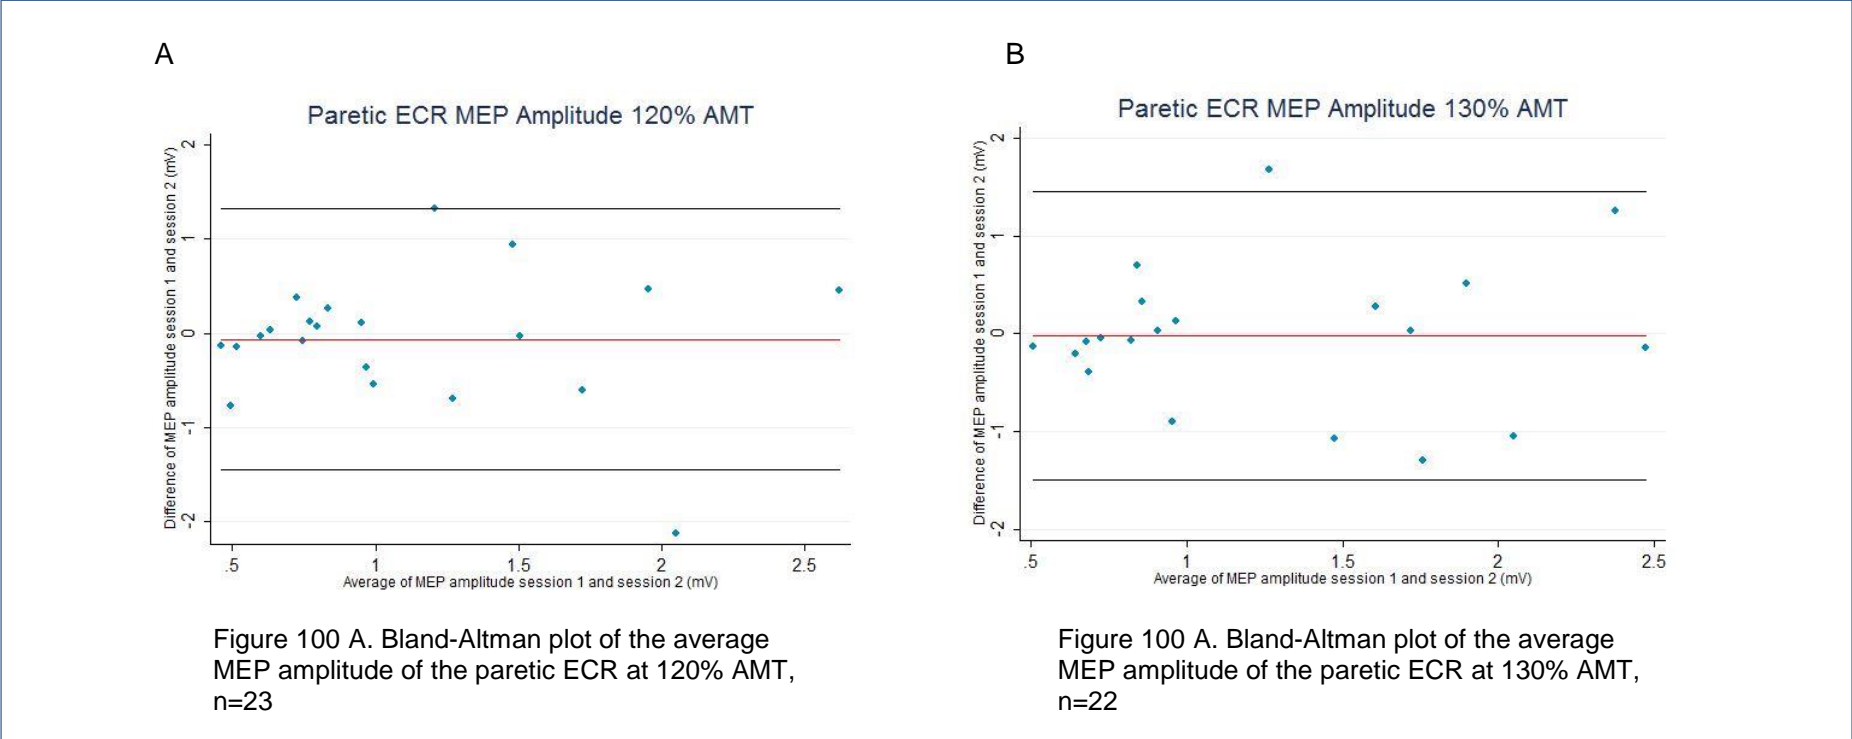 A
B
Paretic ECR MEP Amplitude 120% AMT
Difference of MEP amplitude session 1 and session 2 (mV)
2
1
0
-1
-2
.5
1
1.5
2
2.5
Average of MEP amplitude session 1 and session 2 (mV)
Paretic ECR MEP Amplitude 130% AMT
Difference of MEP amplitude session 1 and session 2 (mV)
2
1
0
-1
-2
.5
1
1.5
2
2.5
Average of MEP amplitude session 1 and session 2 (mV)
Figure 100 A. Bland-Altman plot of the average
MEP amplitude of the paretic ECR at 120% AMT,
n=23
Figure 100 A. Bland-Altman plot of the average
MEP amplitude of the paretic ECR at 130% AMT,
n=22